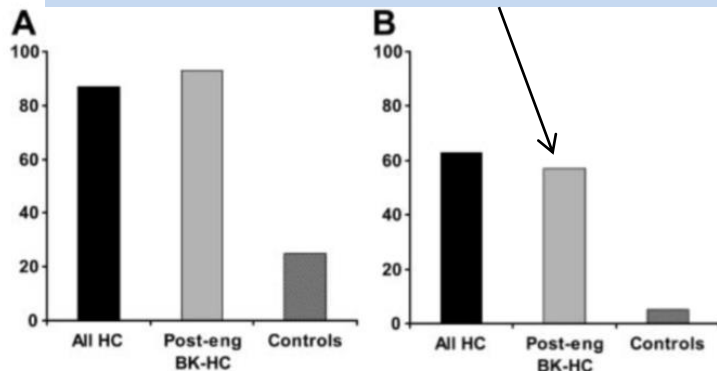 A
100
80
60
40
20
0
All HC
Post-eng
BK-HC
Controls
B
100
80
60
40
20
0
All HC
Post-eng
BK-HC
Controls